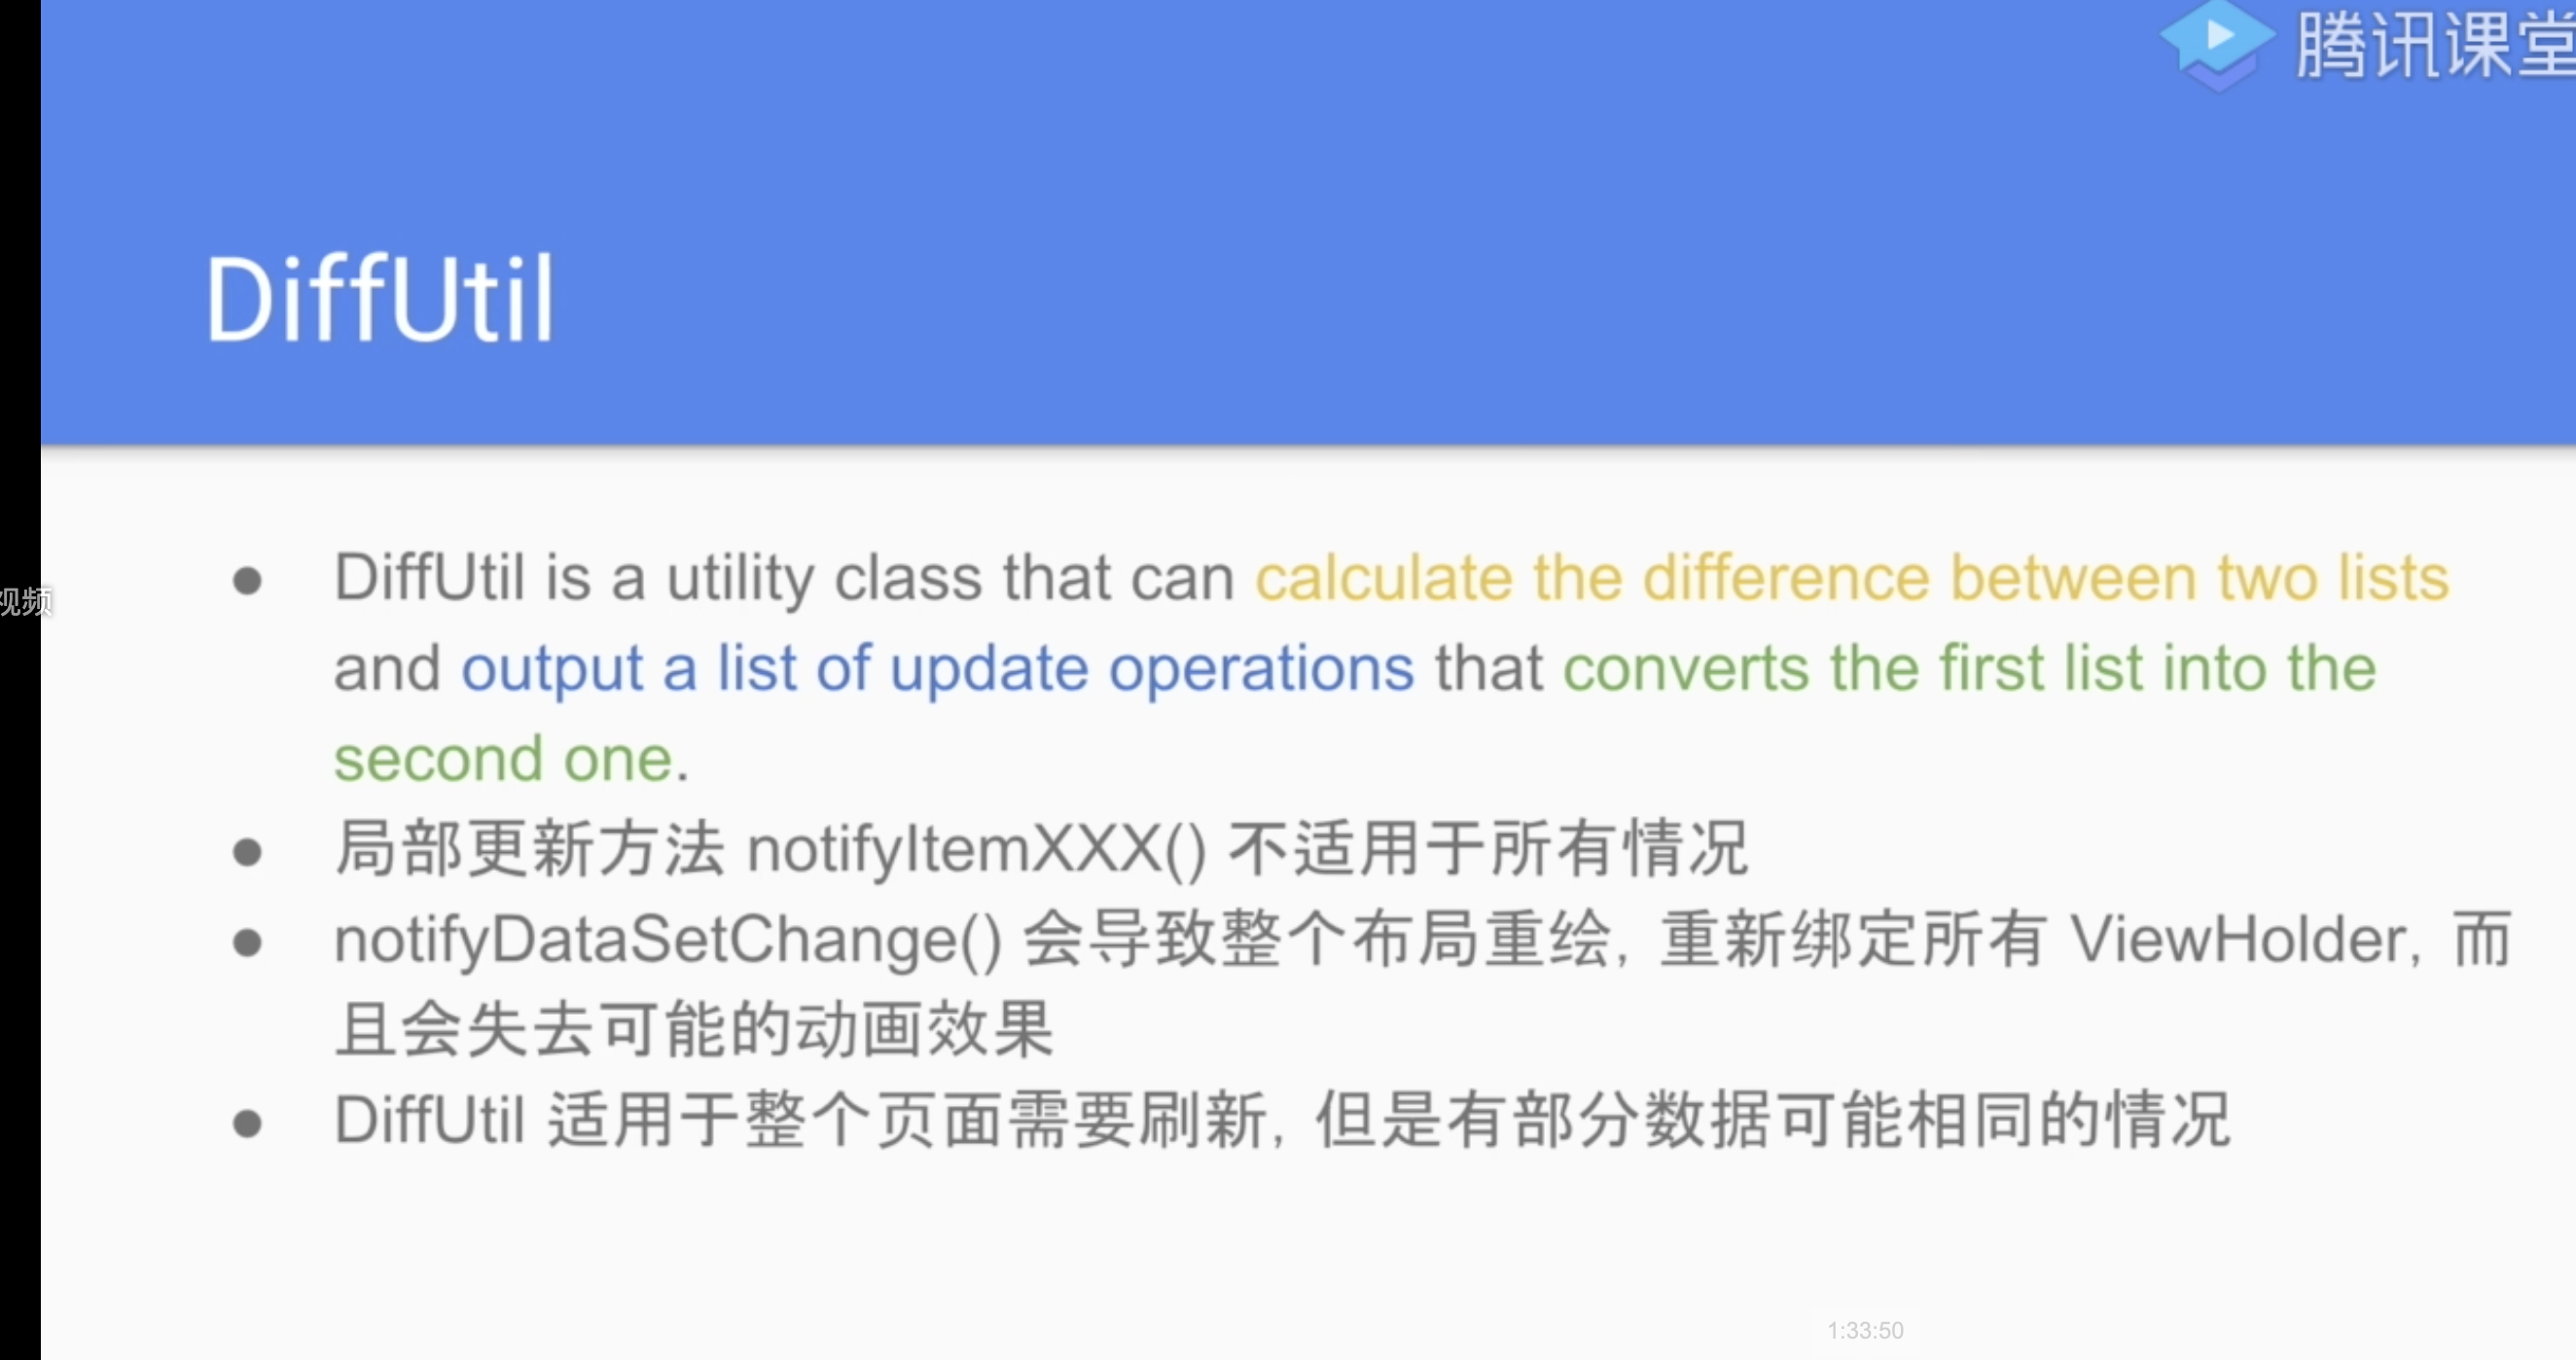 腾讯课堂
DiffUtil
DiffUtil is a utility class that can calculate the difference between two lists
and output a list of update operations that converts the first list into the
second one.
视频
局部更新方法 notifyItemXXX() 不适用于所有情况
notifyDataSetChange() 会导致整个布局重绘, 重新绑定所有 ViewHolder, 而
且会失去可能的动画效果
DiffUtil 适用于整个页面需要刷新, 但是有部分数据可能相同的情况
1:33:50